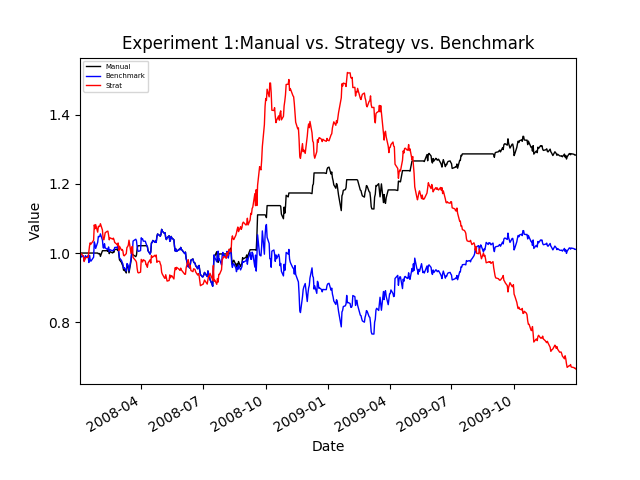 Experiment 1:Manual vs. Strategy vs. Benchmark
Manual
Benchmark
Strat
1.4
1.2
1.0
0.8
Value
2008-04
2008-07
2008-10
2009-01
2009-04
2009-07
2009-10
Date